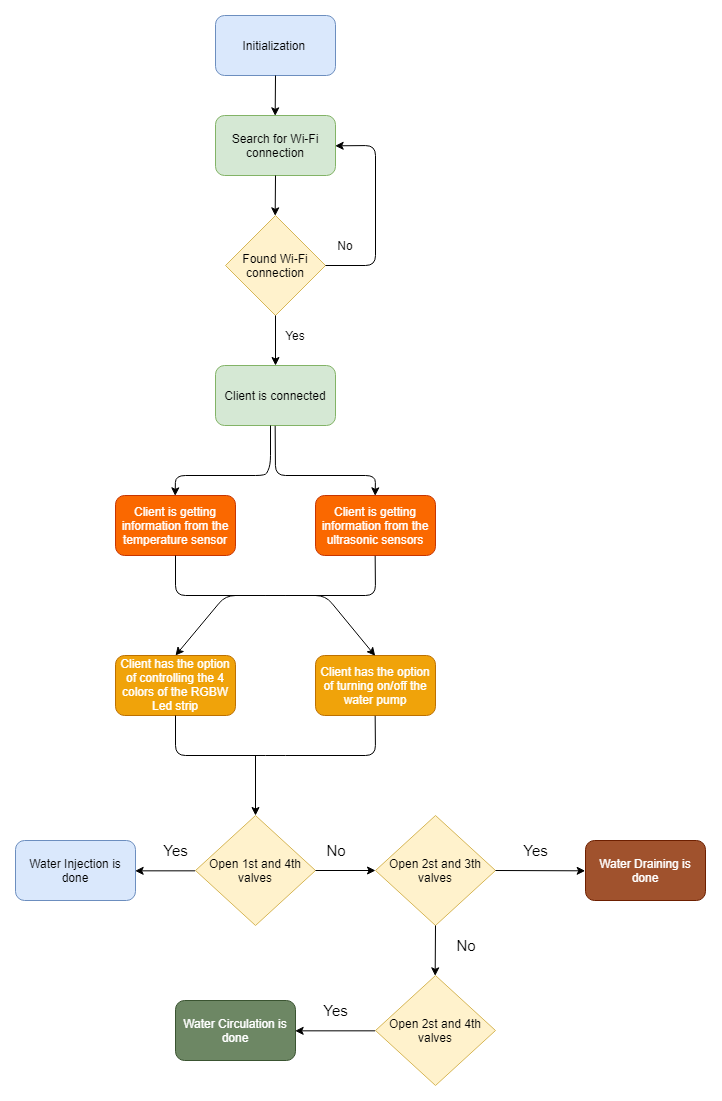 Initialization
Search for Wi-Fi
connection
Found Wi-Fi
connection
No
Yes
Client is connected
Client is getting
information from the
temperature sensor
Client is getting
information from the
ultrasonic sensors
Client has the option
of controlling the 4
colors of the RGBW
Led strip
Client has the option
of turning on/off the
water pump
Water Injection is
done
Yes
Open 1st and 4th
valves
No
Open 2st and 3th
valves
Yes
Water Draining is
done
No
Water Circulation is
done
Yes
Open 2st and 4th
valves